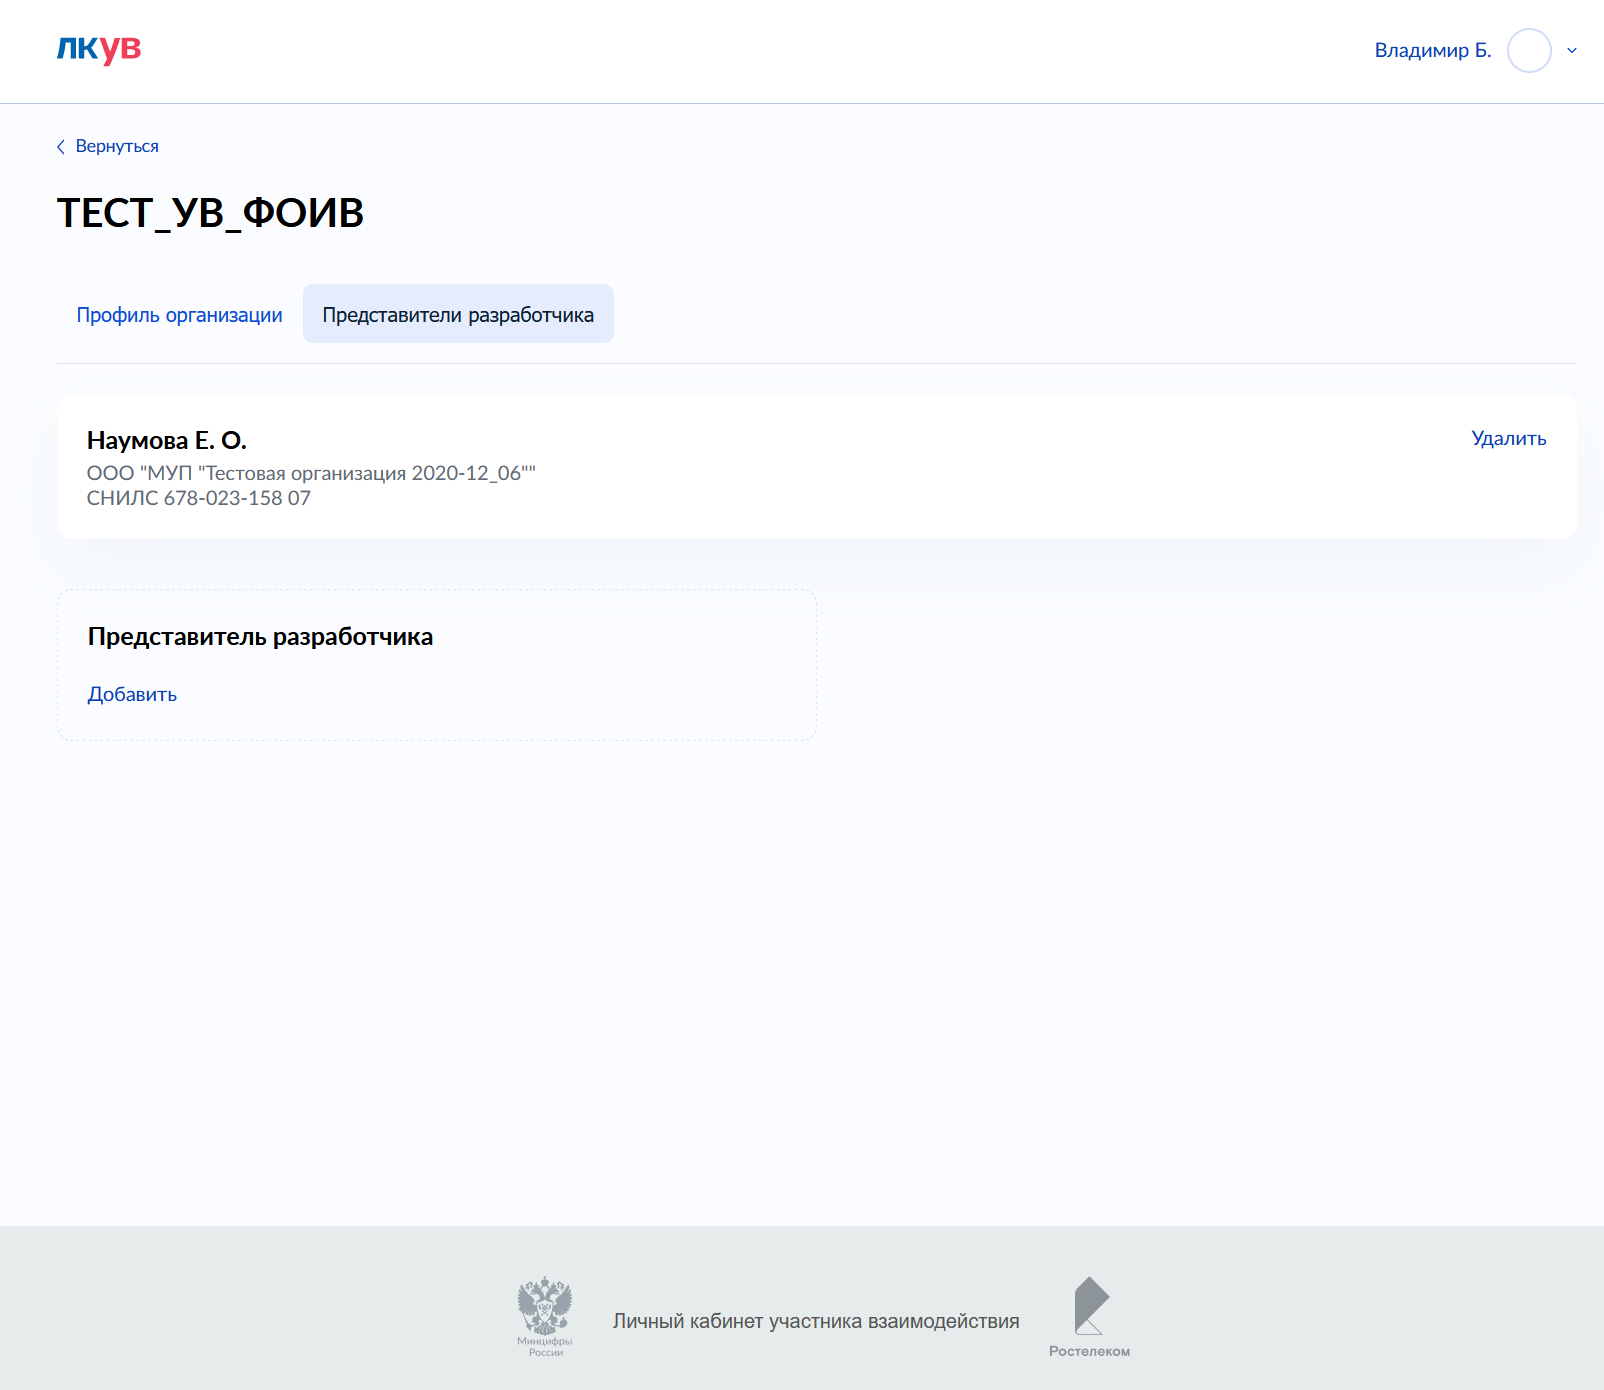 ЛКУВ
Владимир Б.
Вернуться
ТЕСТ_УВ_ФОИВ
Профиль организации
Представители разработчика
Наумова Е. О.
Удалить
ООО "МУП "Тестовая организация 2020-12_06""
СНИЛС 678-023-158 07
Представитель разработчика
Добавить
Минцифры
России
Личный кабинет участника взаимодействия
Ростелеком